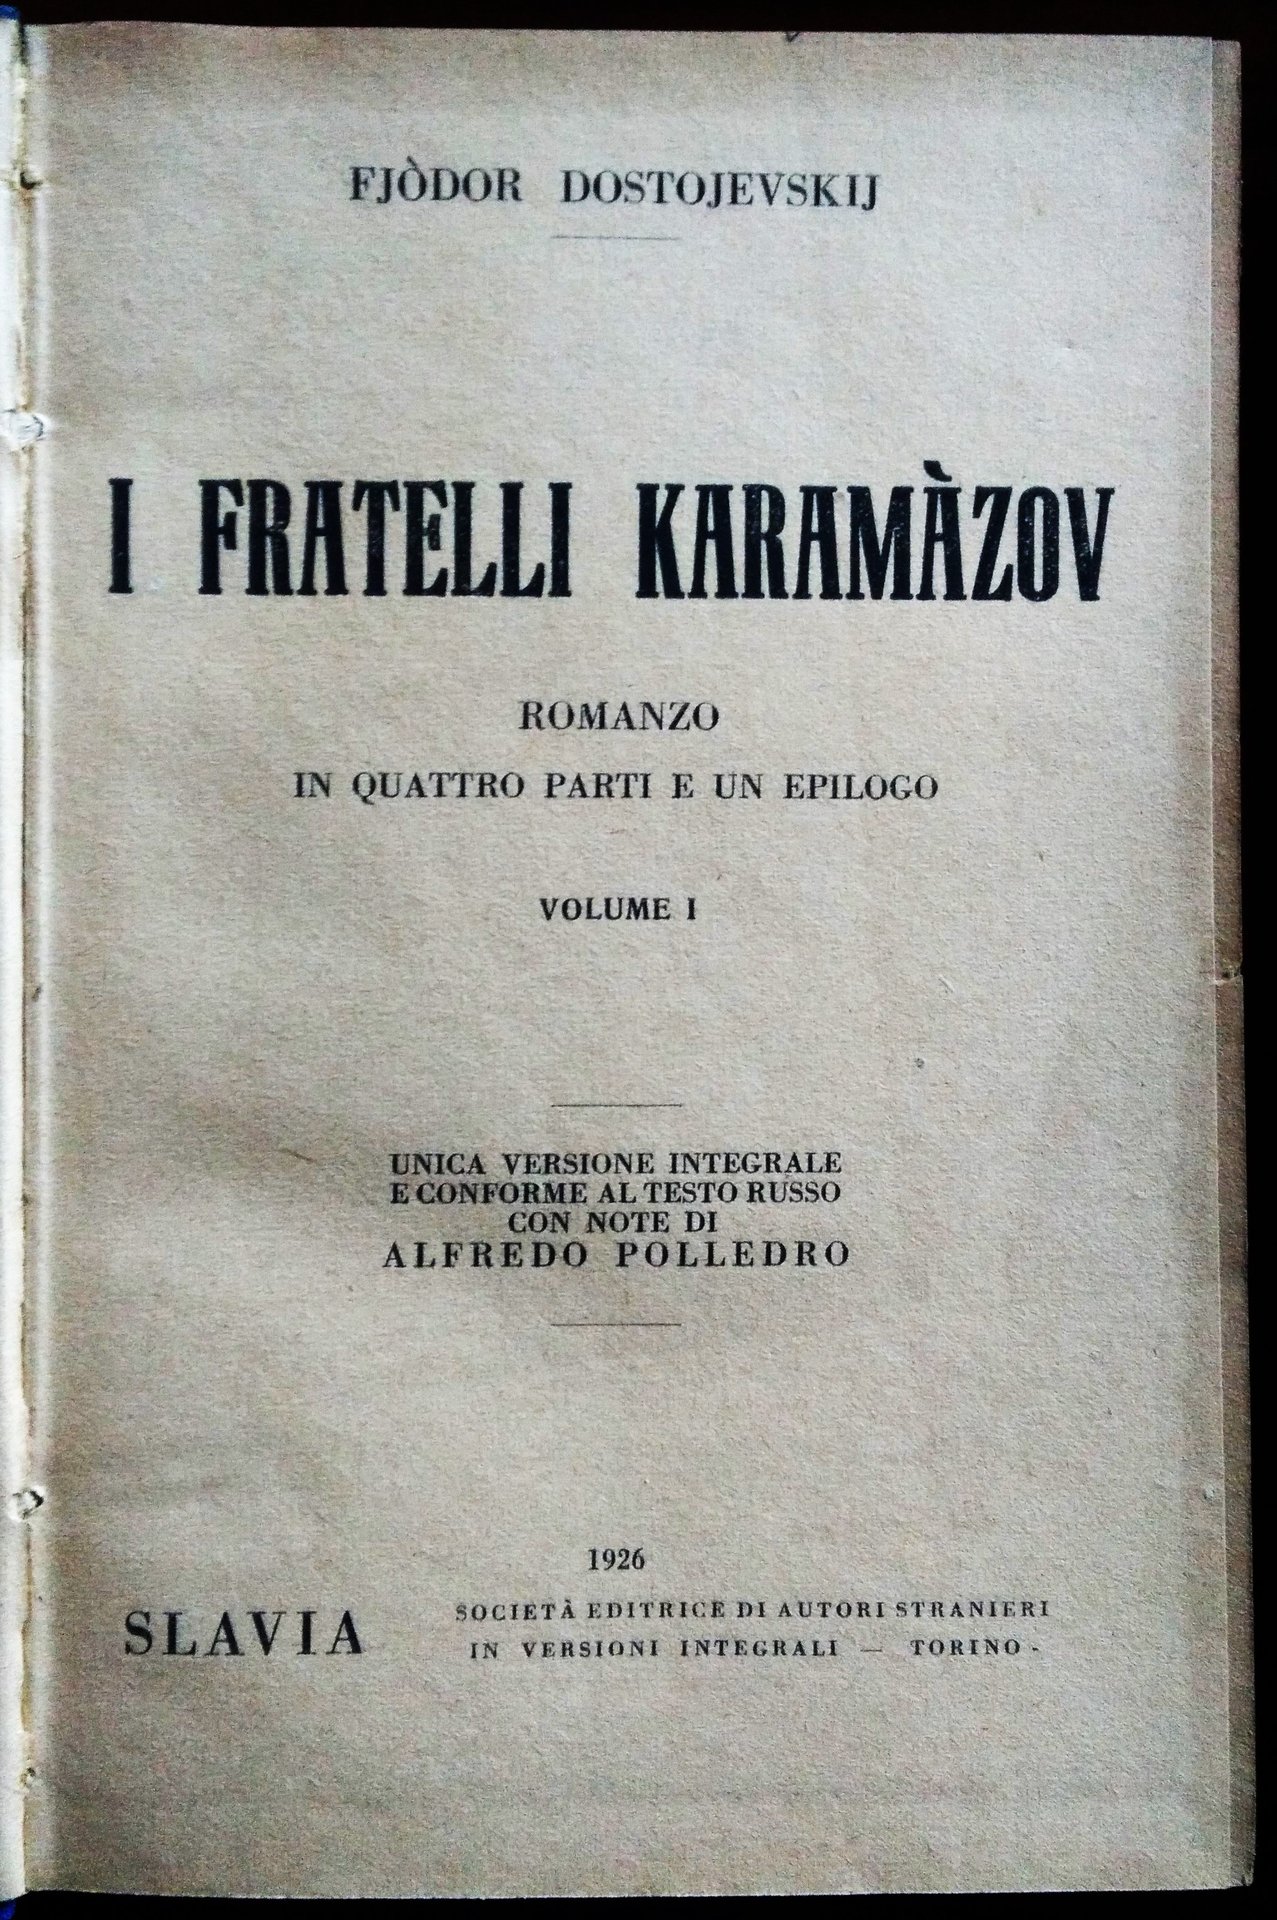 FJÒDOR DOSTOJEVSKIJ
I FRATELLI KARAMÀZOV
ROMANZO
IN QUATTRO PARTI E UN EPILOGO
VOLUME I
UNICA VERSIONE INTEGRALE
E CONFORME AL TESTO RUSSO
CON NOTE DI
ALFREDO POLLEDRO
1926
SLAVIA
SOCIETÀ EDITRICE DI AUTORI STRANIERI
IN VERSIONI INTEGRALI — TORINO -